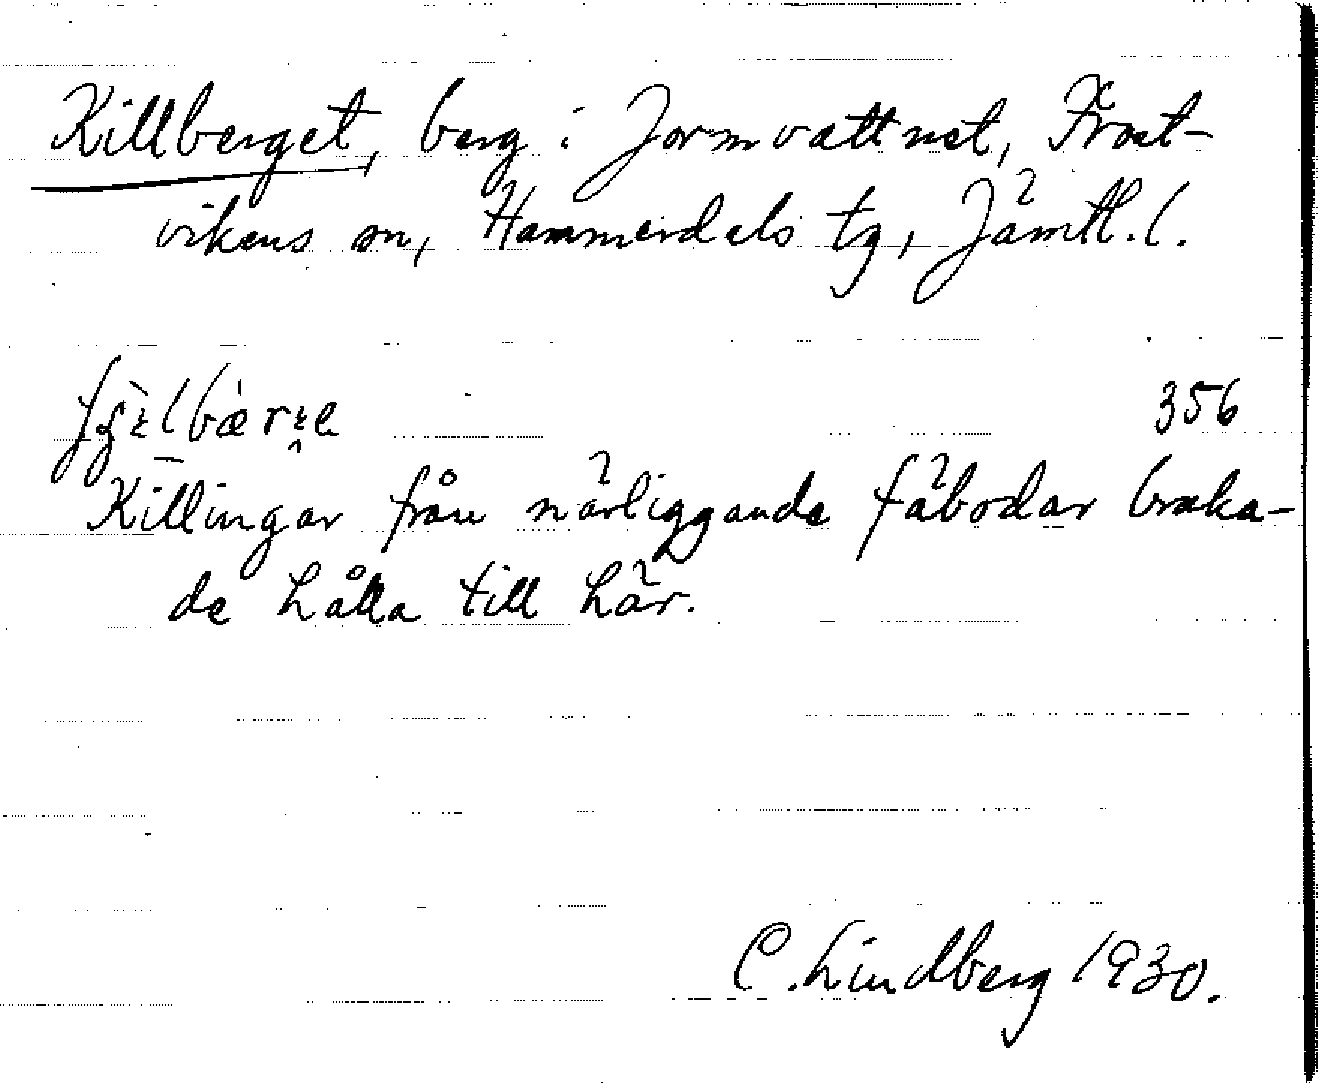 Killberget, berg i Jormvattnet, Frost-
vikens sn, Hammerdals tg, Jämtl. l.
356
Killingar från närliggande fäbodar bruka-
de hålla till här.
C. Lindberg 1930.